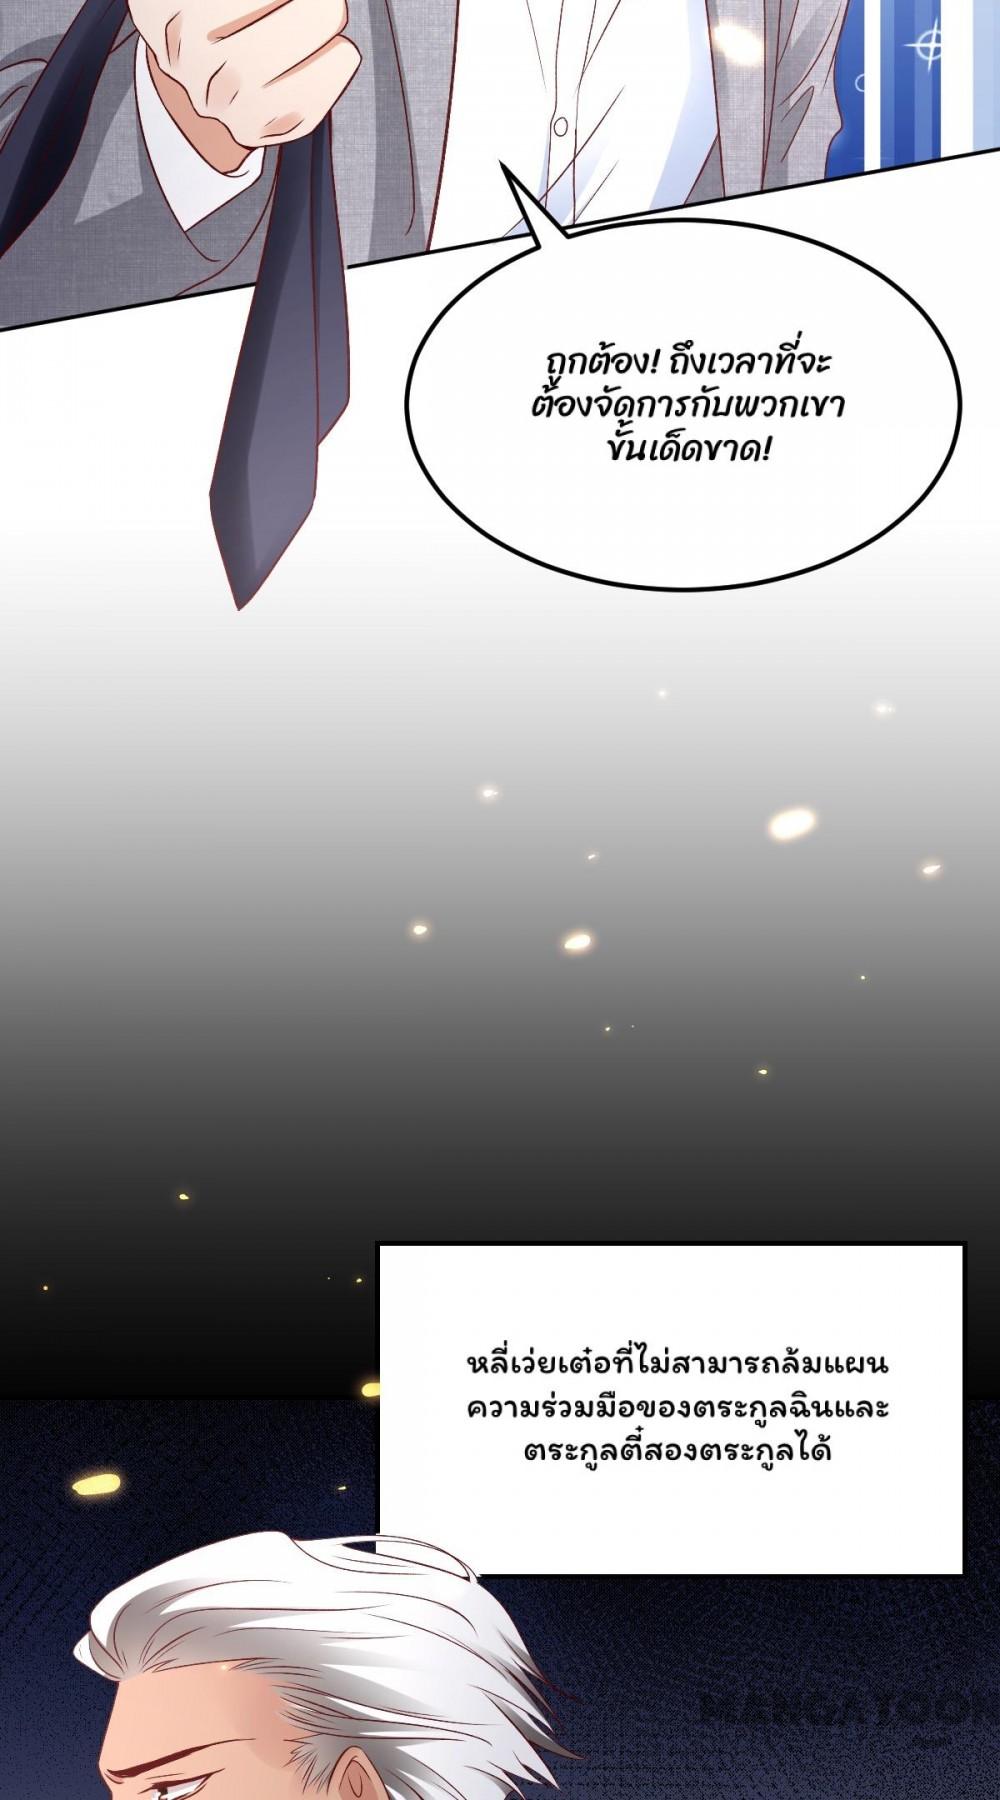 ถูกต้อง! ถึงเวลาที่จะ
ต้องจัดการกับพวกเขา
ขั้นเด็ดขาด!
หลี่เว่ยเต๋อที่ไม่สามารถล้มแผน
ความร่วมมือของตระกูลฉินและ
ตระกูลตี๋สองตระกูลได้
MANGATOO